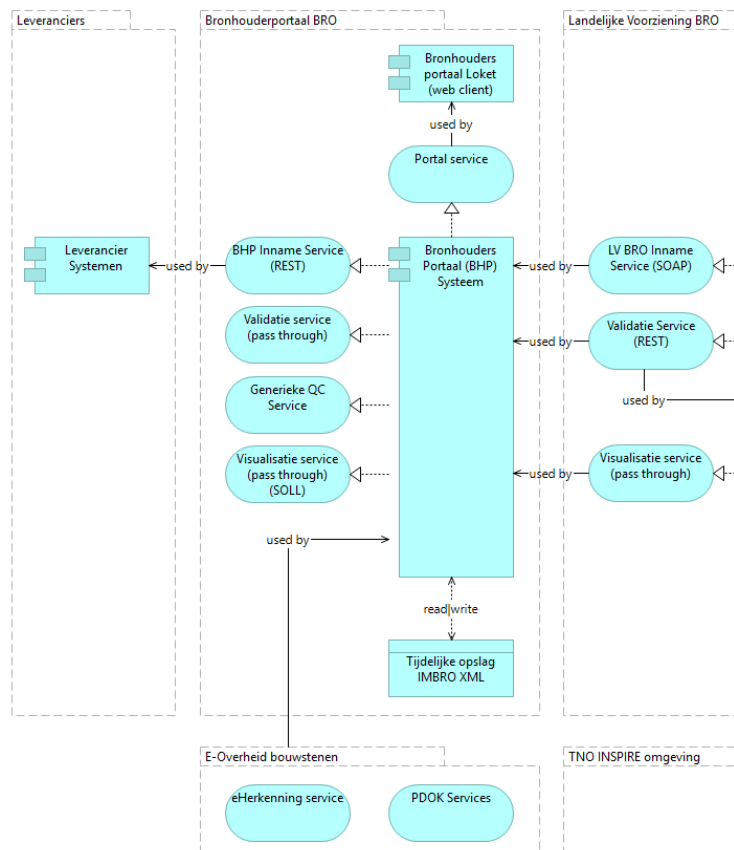 Leveranciers
Bronhouderportaal BRO
Landelijke Voorziening BRO
Bronhouders
portaal Loket
(web client)
used by
Portal service
Leverancier
Systemen
used by
BHP Inname Service
(REST)
Bronhouders
Portaal (BHP)
Systeem
used by
LV BRO Inname
Service (SOAP)
Validatie service
(pass through)
used by
Validatie Service
(REST)
Generieke QC
Service
used by
Visualisatie service
(pass through)
(SOLL)
used by
Visualisatie service
(pass through)
used by
read|write
Tijdelijke opslag
IMBRO XML
E-Overheid bouwstenen
TNO INSPIRE omgeving
eHerkenning service
PDOK Services